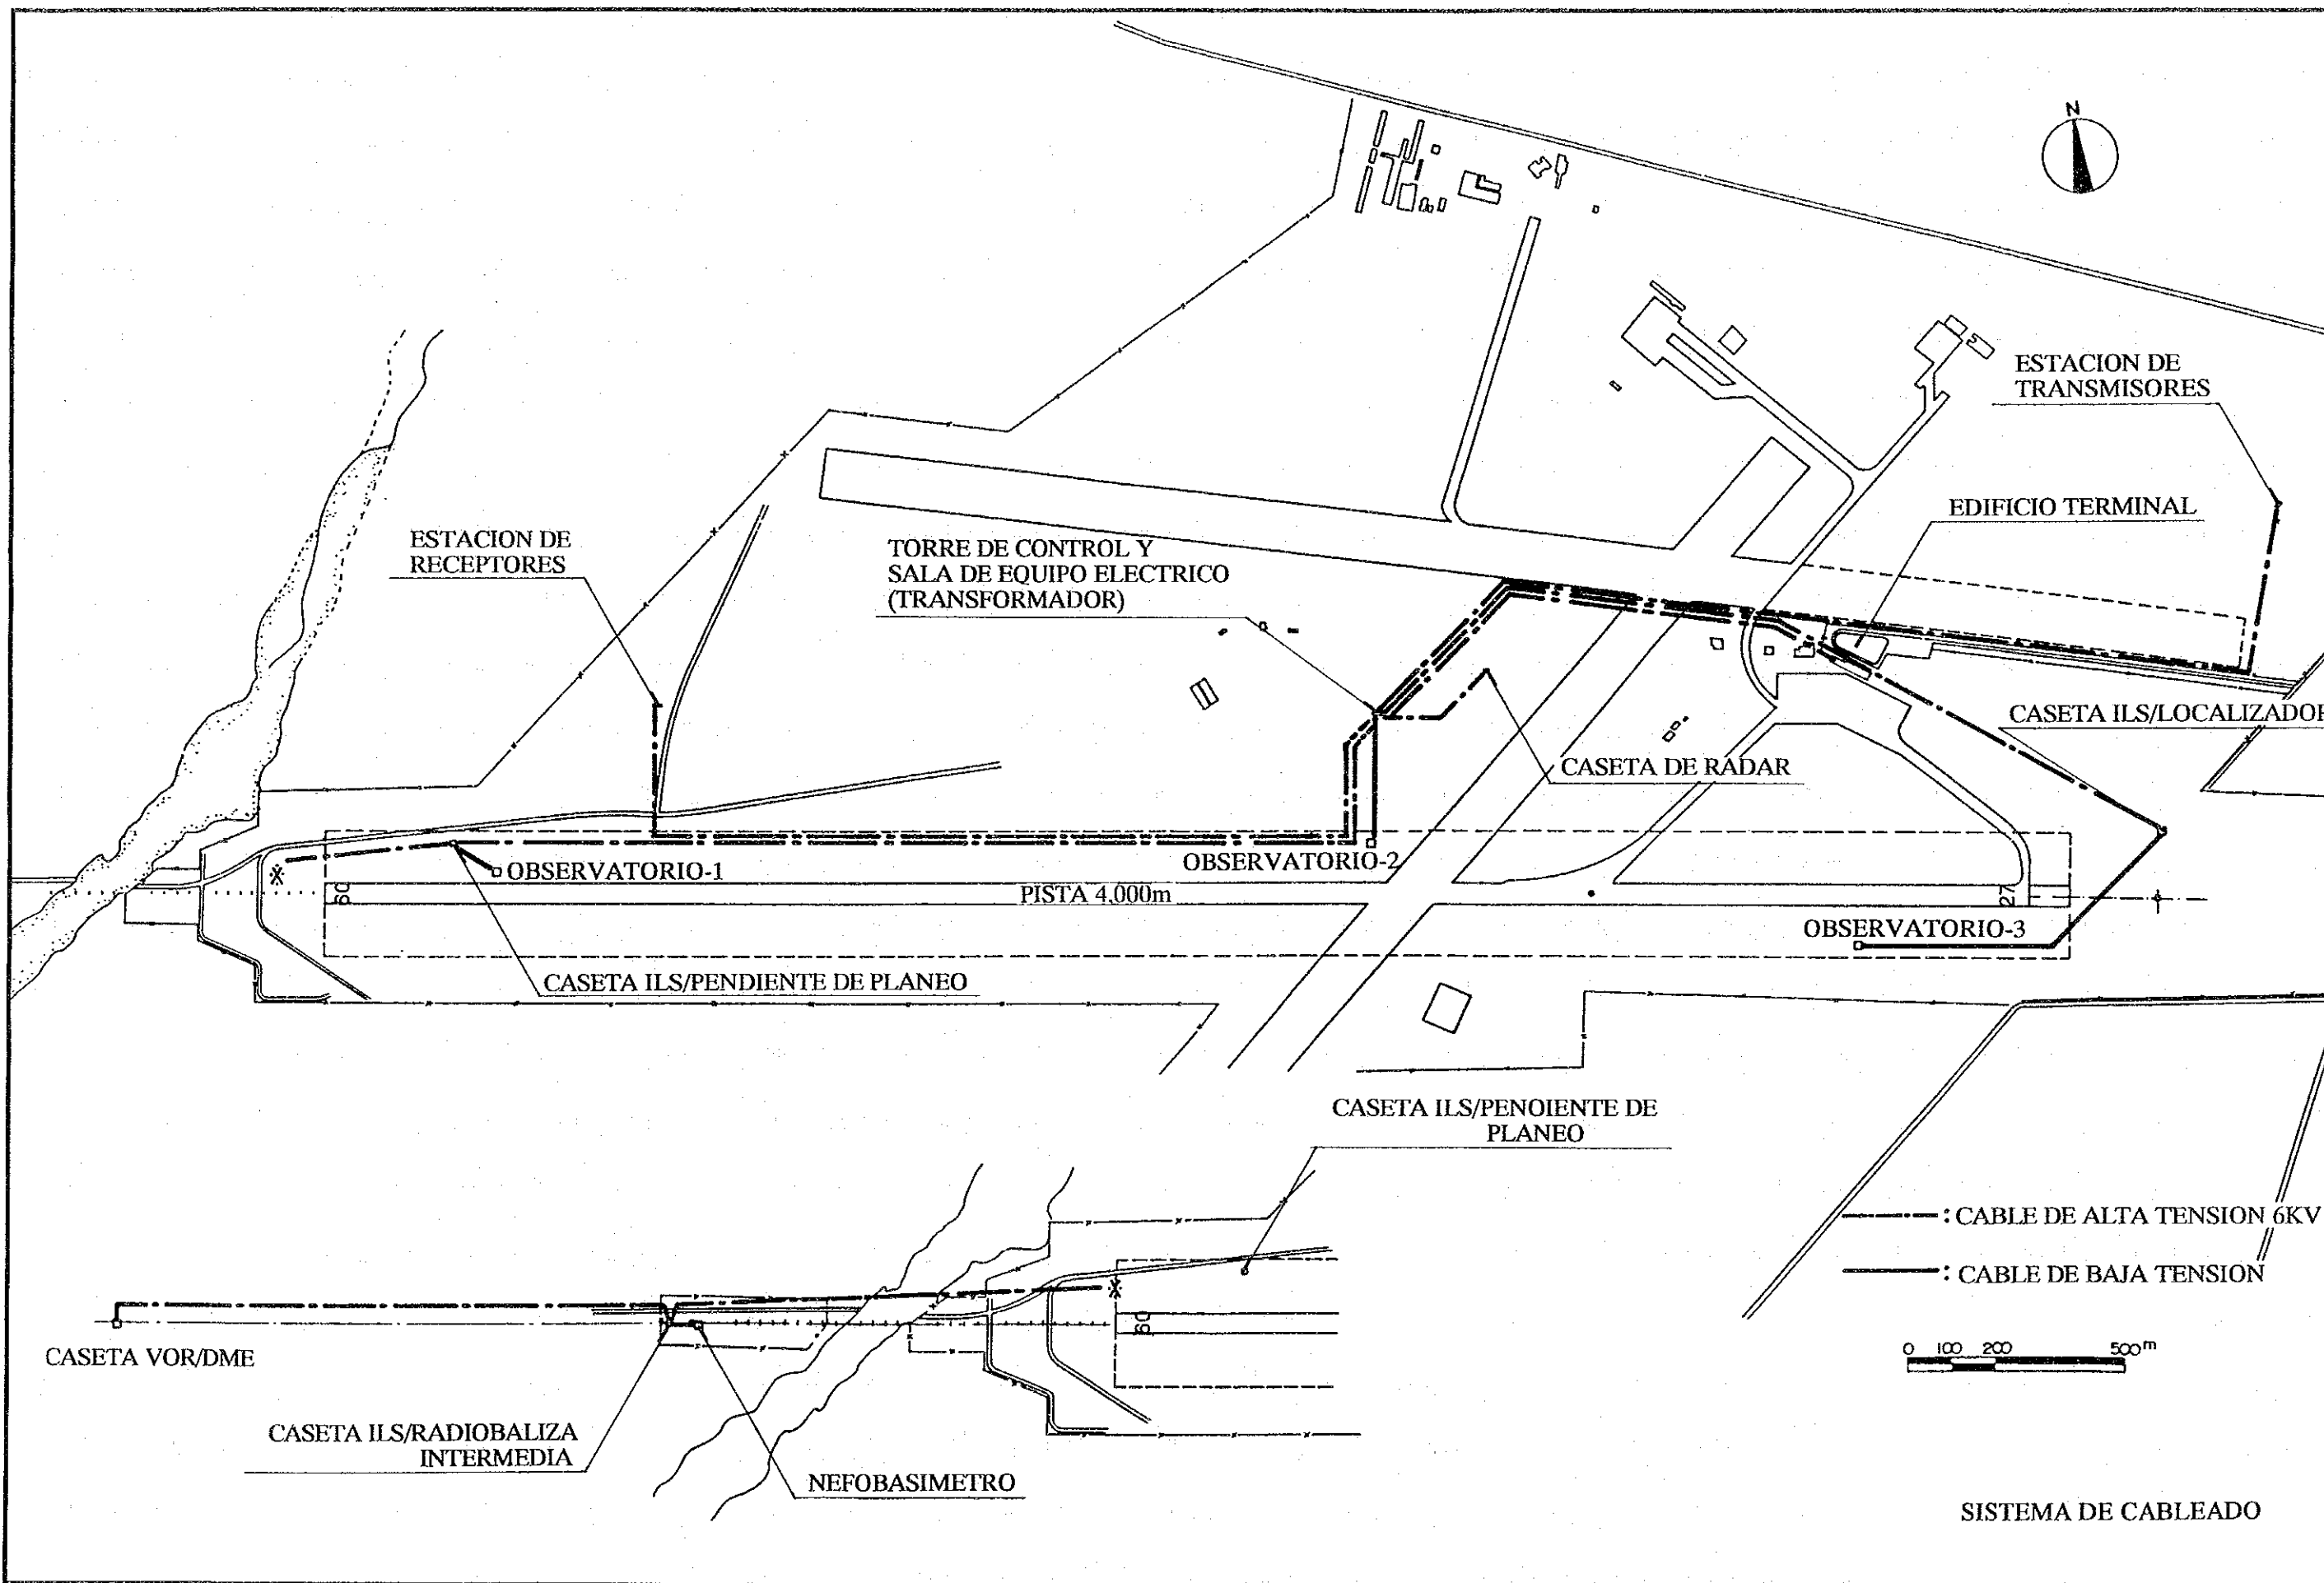 N
ESTACION DE
TRANSMISORES
EDIFICIO TERMINAL
ESTACION DE
RECEPTORES
TORRE DE CONTROL Y
SALA DE EQUIPO ELECTRICO
(TRANSFORMADOR)
CASETA ILS/LOCALIZADOR
CASETA DE RADAR
OBSERVATORIO-1
OBSERVATORIO-2
09
PISTA 4,000m
27
OBSERVATORIO-3
CASETA ILS/PENDIENTE DE PLANEO
CASETA ILS/PENOIENTE DE
PLANEO
: CABLE DE ALTA TENSION 6KV
: CABLE DE BAJA TENSION
09
CASETA VOR/DME
0 100 200 500m
CASETA ILS/RADIOBALIZA
INTERMEDIA
NEFOBASIMETRO
SISTEMA DE CABLEADO